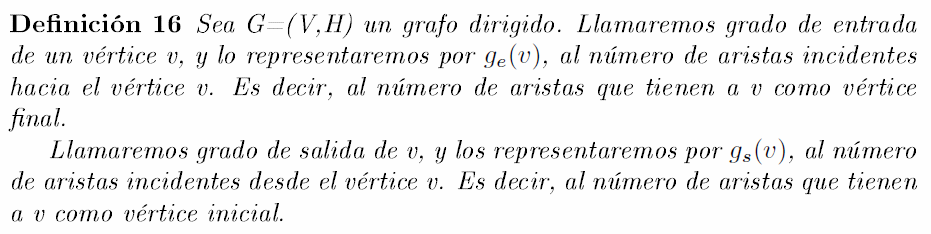 Definición 16 Sea G=(V,H) un grafo dirigido. Llamaremos grado de entrada
de un vértice v, y lo representaremos por gₑ(v), al número de aristas incidentes
hacia el vértice v. Es decir, al número de aristas que tienen a v como vértice
final.
Llamaremos grado de salida de v, y los representaremos por gₛ(v), al número
de aristas incidentes desde el vértice v. Es decir, al número de aristas que tienen
a v como vértice inicial.